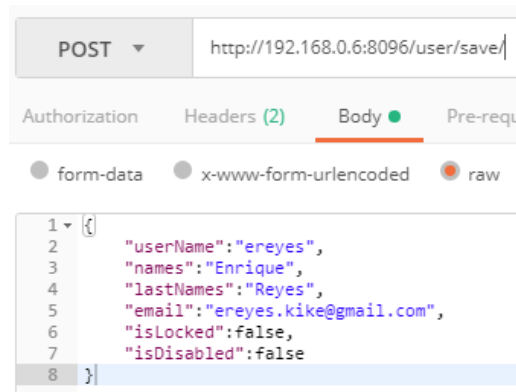 POST http://192.168.0.6:8096/user/save/
Authorization Headers (2) Body Pre-requ
form-data x-www-form-urlencoded raw
1 {
2 "userName":"ereyes",
3 "names":"Enrique",
4 "lastNames":"Reyes",
5 "email":"ereyes.kike@gmail.com",
6 "isLocked":false,
7 "isDisabled":false
8 }